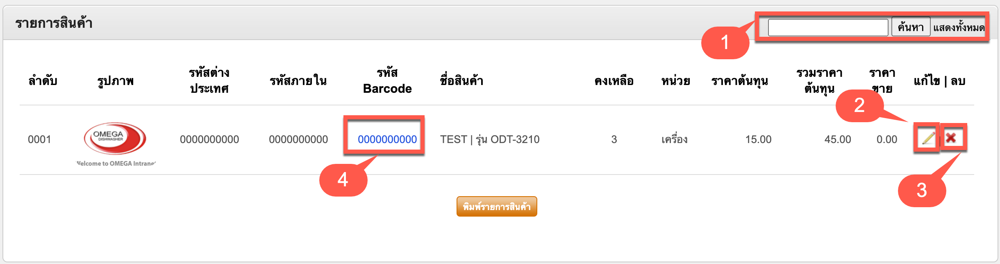 รายการสินค้า
ค้นหา แสดงทั้งหมด
1
ลำดับ รูปภาพ รหัสต่างประเทศ รหัสภายใน รหัส Barcode ชื่อสินค้า คงเหลือ หน่วย ราคาต้นทุน รวมราคาต้นทุน ราคาขาย แก้ไข | ลบ
2
OMEGA
DISHWASHER
0001 0000000000 0000000000 0000000000 TEST | รุ่น ODT-3210 3 เครื่อง 15.00 45.00 0.00
Welcome to OMEGA Intrane
4
3
พิมพ์รายการสินค้า